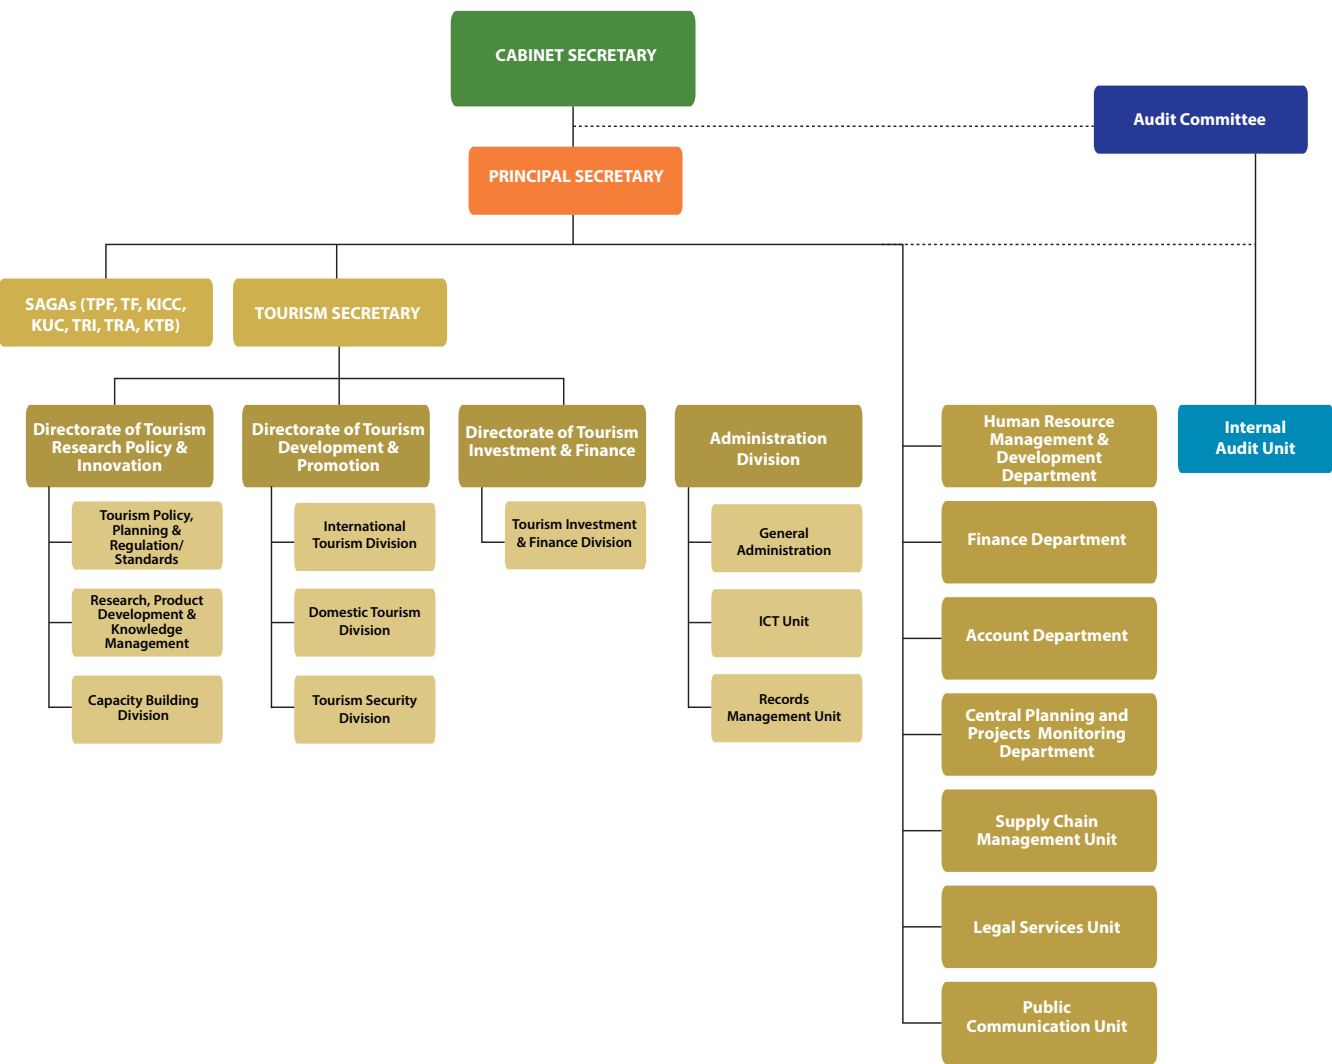 CABINET SECRETARY
Audit Committee
PRINCIPAL SECRETARY
SAGAs (TPF, TF, KICC,
KUC, TRI, TRA, KTB)
TOURISM SECRETARY
Directorate of Tourism
Research Policy &
Innovation
Directorate of Tourism
Development &
Promotion
Directorate of Tourism
Investment & Finance
Administration
Division
Human Resource
Management &
Development
Department
Internal
Audit Unit
Tourism Policy,
Planning &
Regulation/
Standards
International
Tourism Division
Tourism Investment
& Finance Division
General
Administration
Finance Department
Research, Product
Development &
Knowledge
Management
Domestic Tourism
Division
ICT Unit
Account Department
Capacity Building
Division
Tourism Security
Division
Records
Management Unit
Central Planning and
Projects  Monitoring
Department
Supply Chain
Management Unit
Legal Services Unit
Public
Communication Unit